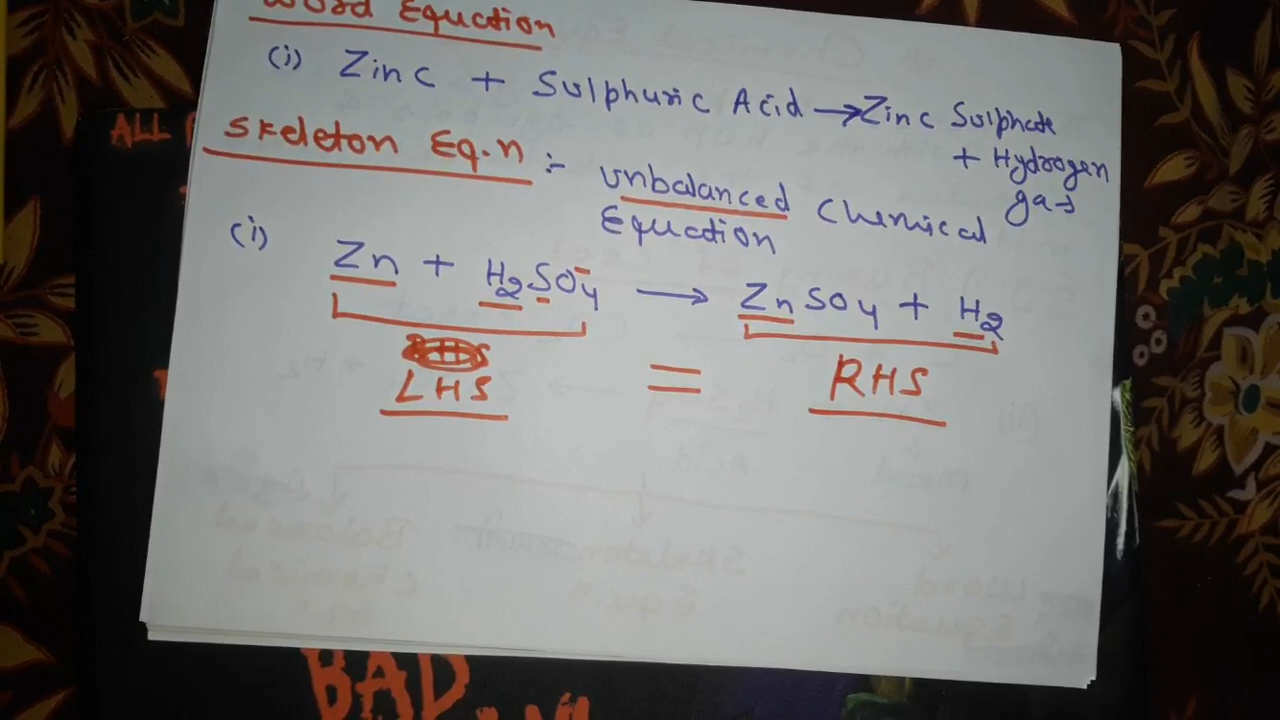 Word Equation
(i) Zinc + Sulphuric Acid → Zinc Sulphate
+ Hydrogen
gas
Skeleton Eq.n :- unbalanced Chemical
Equation
(i) Zn + H2SO4 → ZnSO4 + H2
LHS = RHS
ALL
BAD